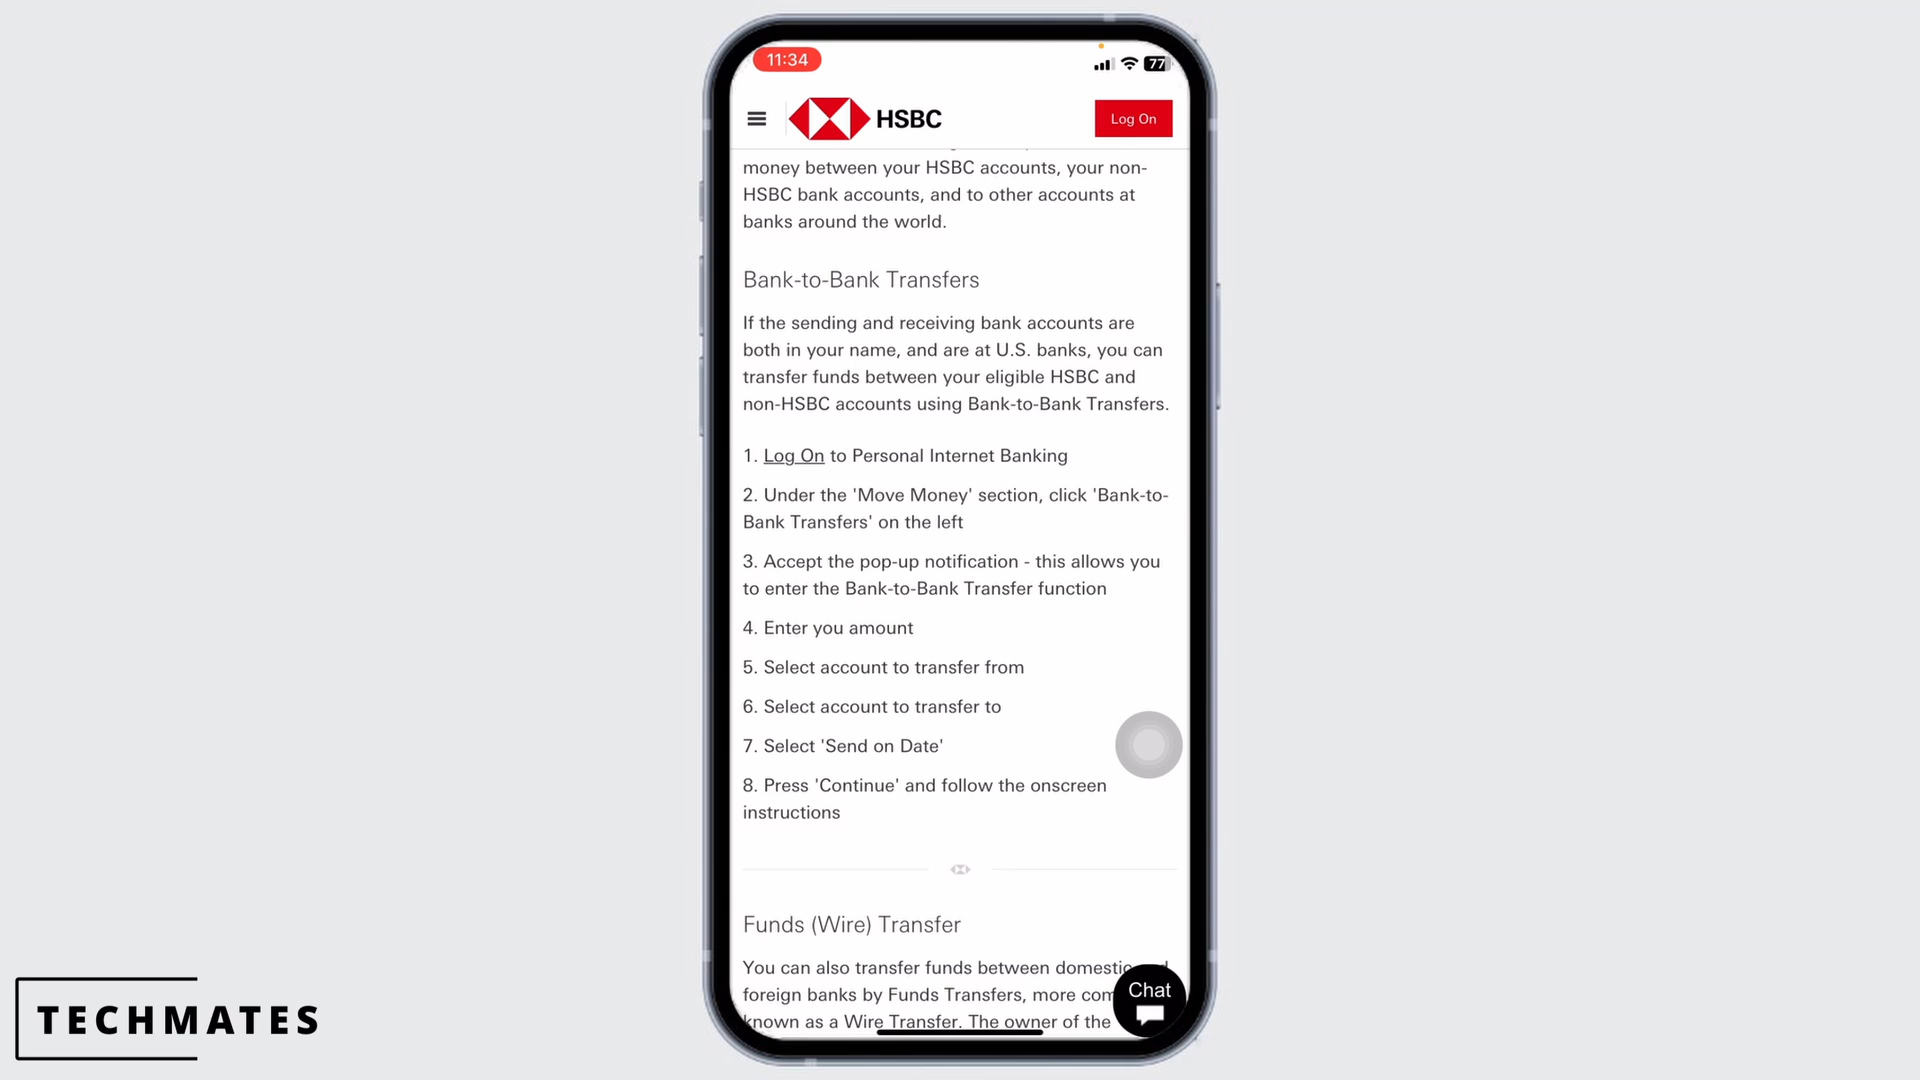 11:34
77
HSBC
Log On
money between your HSBC accounts, your non-
HSBC bank accounts, and to other accounts at
banks around the world.
Bank-to-Bank Transfers
If the sending and receiving bank accounts are
both in your name, and are at U.S. banks, you can
transfer funds between your eligible HSBC and
non-HSBC accounts using Bank-to-Bank Transfers.
1. Log On to Personal Internet Banking
2. Under the 'Move Money' section, click 'Bank-to-
Bank Transfers' on the left
3. Accept the pop-up notification - this allows you
to enter the Bank-to-Bank Transfer function
4. Enter you amount
5. Select account to transfer from
6. Select account to transfer to
7. Select 'Send on Date'
8. Press 'Continue' and follow the onscreen
instructions
Funds (Wire) Transfer
You can also transfer funds between domestic
foreign banks by Funds Transfers, more
known as a Wire Transfer. The owner of the
Chat
TECHMATES